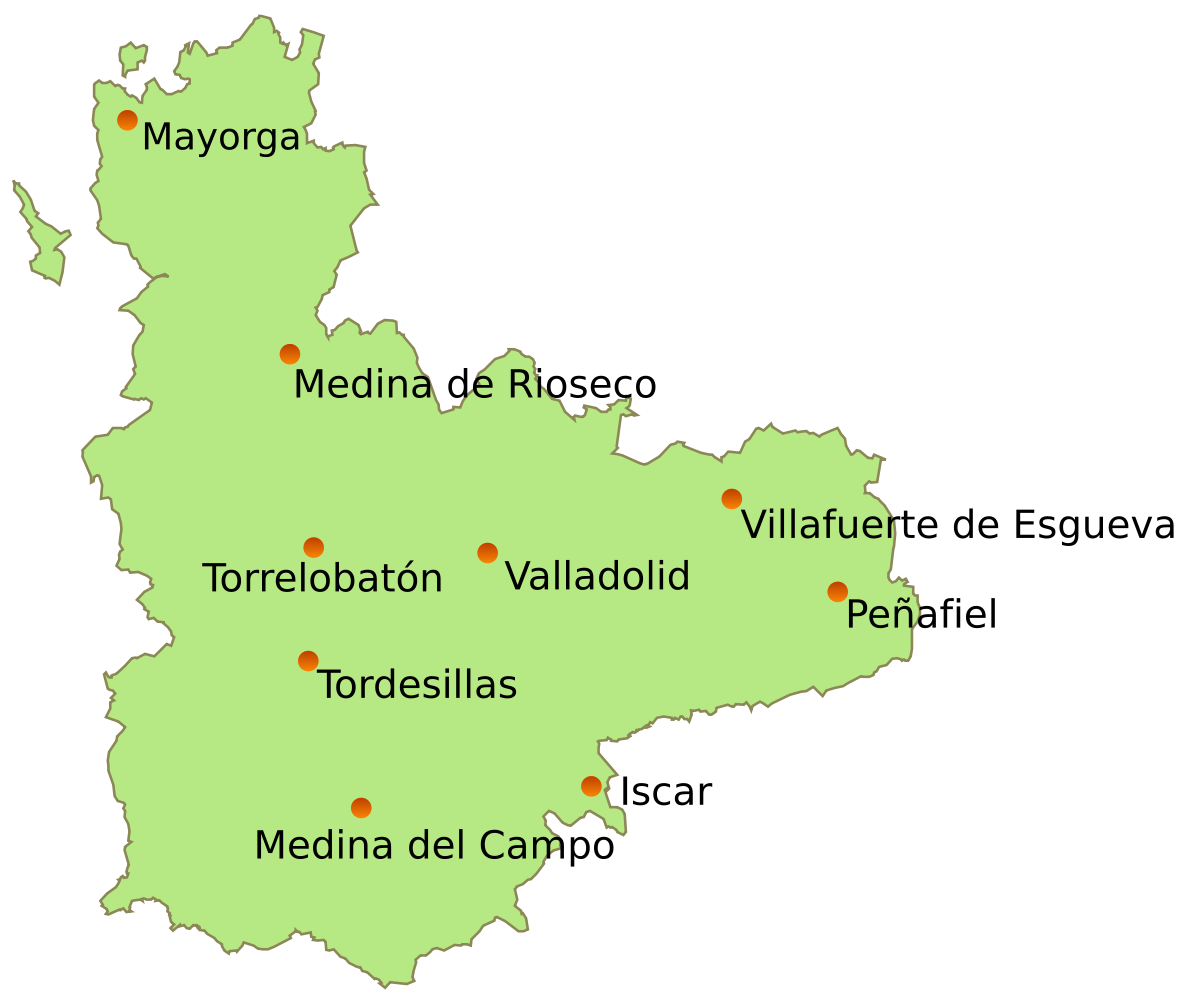 Mayorga
Medina de Rioseco
Villafuerte de Esgueva
Torrelobatón
Valladolid
Peñafiel
Tordesillas
Iscar
Medina del Campo